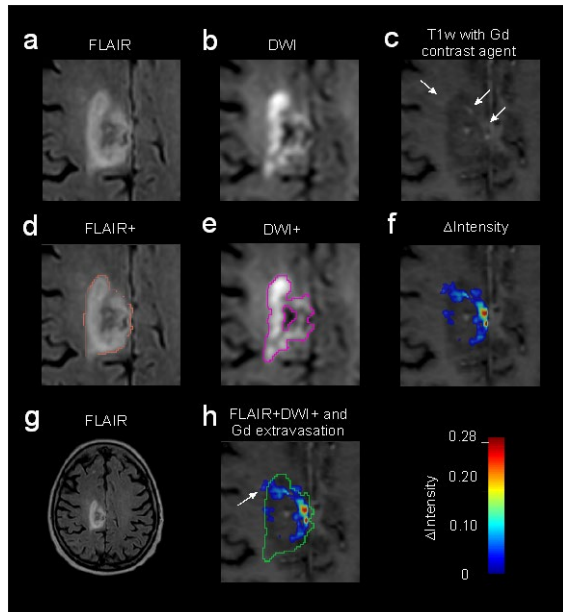 a
FLAIR
b
DWI
c
T1w with Gd
contrast agent
d
FLAIR+
e
DWI+
f
ΔIntensity
g
FLAIR
h
FLAIR+DWI+ and
Gd extravasation
0.28
0.20
0.10
0
ΔIntensity